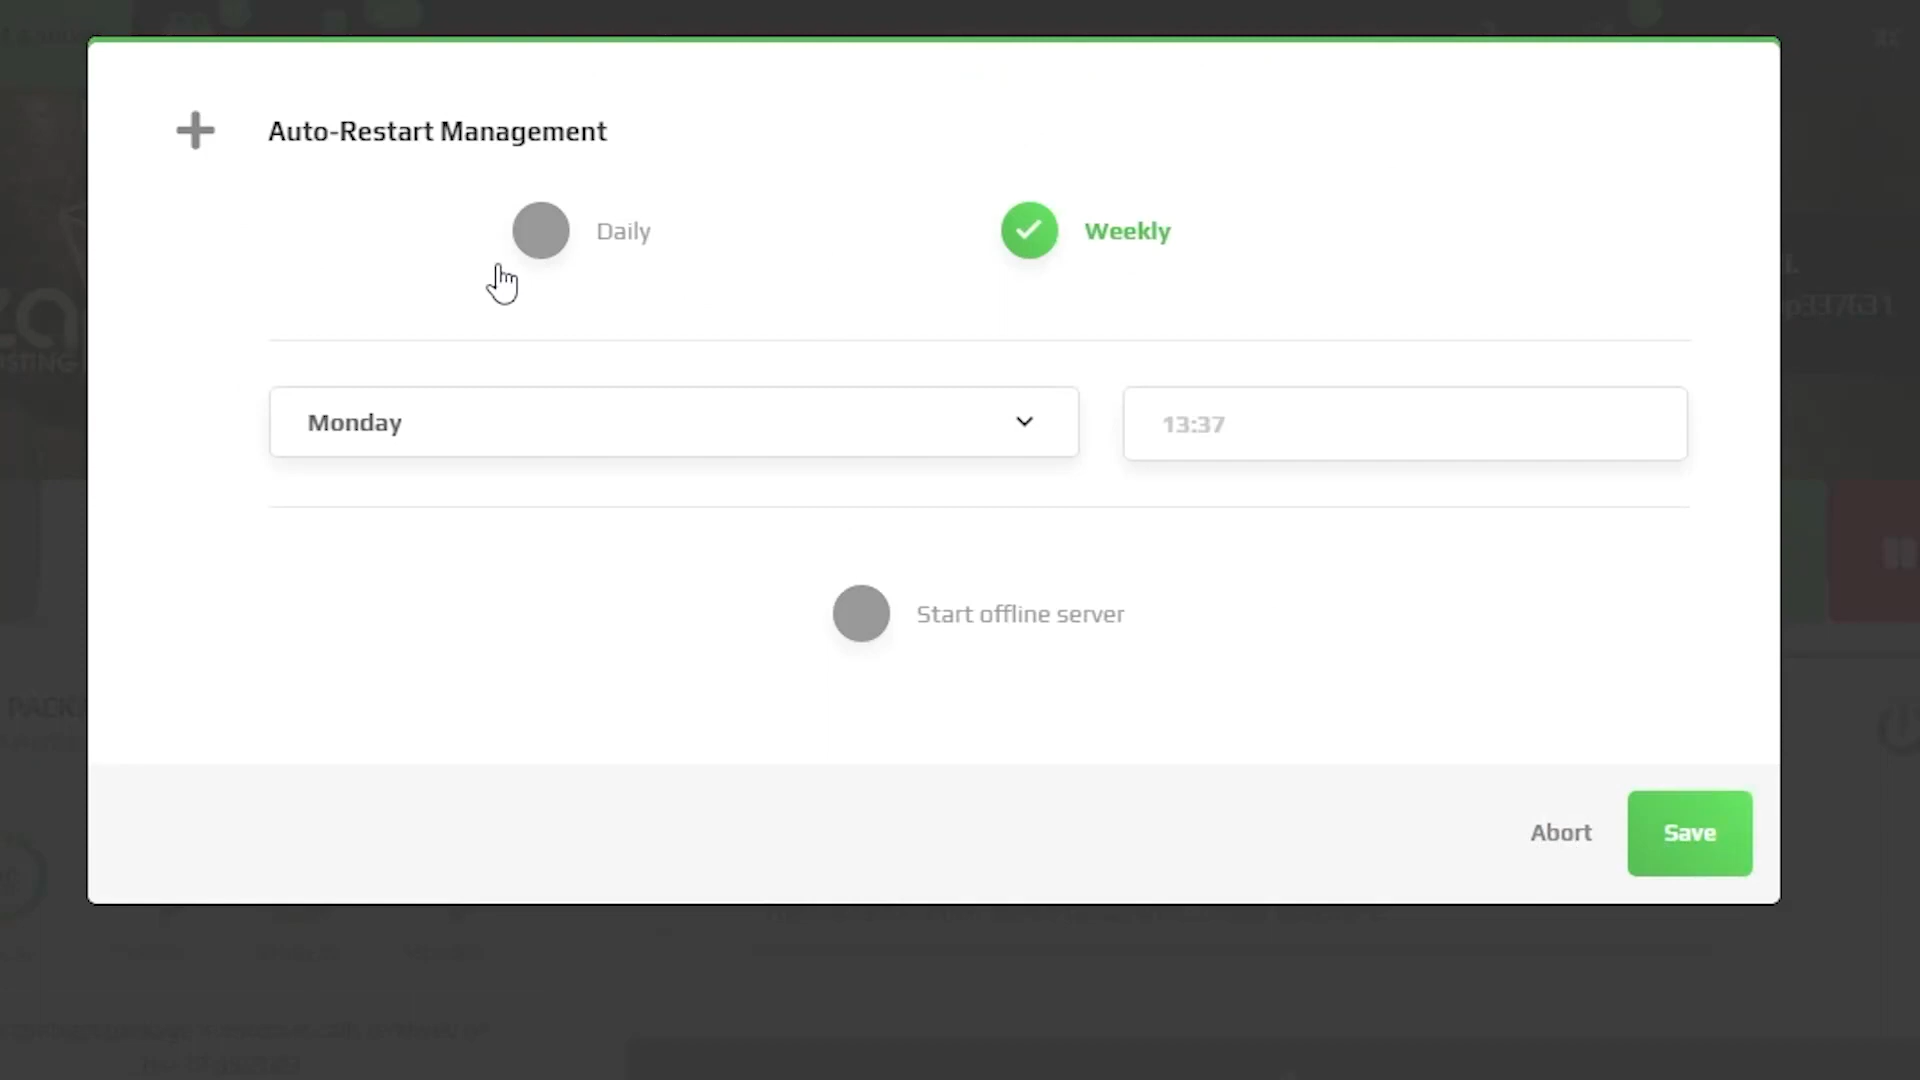 Auto-Restart Management
Daily
Weekly
Monday
13:37
Start offline server
Abort
Save